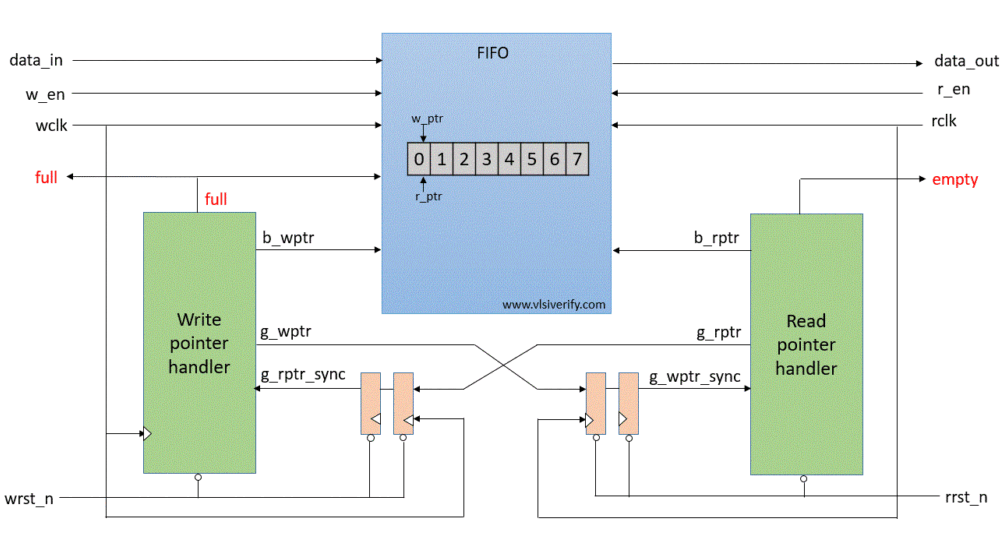 FIFO
data_in
data_out
w_en
r_en
wclk
rclk
w_ptr
0 1 2 3 4 5 6 7
r_ptr
full
full
empty
b_wptr
b_rptr
www.vlsiverify.com
Write
pointer
handler
Read
pointer
handler
g_wptr
g_rptr
g_rptr_sync
g_wptr_sync
wrst_n
rrst_n